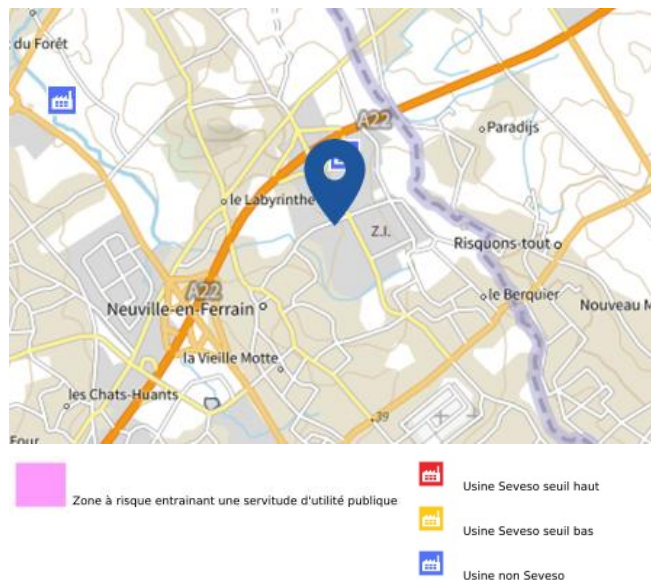 du Forêt
A22
Paradijs
le Labyrinthe
Z.I.
Risquons-tout
A22
le Berquier
Neuville-en-Ferrain
Nouveau M
la Vieille Motte
les Chats-Huants
39
Four
Zone à risque entrainant une servitude d'utilité publique
Usine Seveso seuil haut
Usine Seveso seuil bas
Usine non Seveso